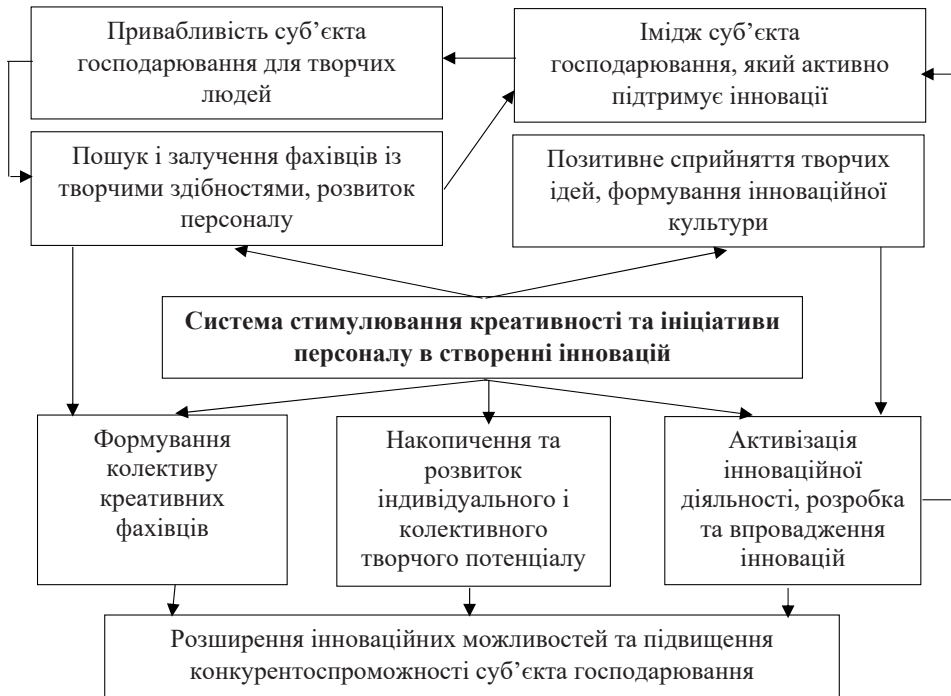 Привабливість суб’єкта
господарювання для творчих
людей
Імідж суб’єкта
господарювання, який активно
підтримує інновації
Пошук і залучення фахівців із
творчими здібностями, розвиток
персоналу
Позитивне сприйняття творчих
ідей, формування інноваційної
культури
Система стимулювання креативності та ініціативи
персоналу в створенні інновацій
Формування
колективу
креативних
фахівців
Накопичення та
розвиток
індивідуального і
колективного
творчого потенціалу
Активізація
інноваційної
діяльності, розробка
та впровадження
інновацій
Розширення інноваційних можливостей та підвищення
конкурентоспроможності суб’єкта господарювання